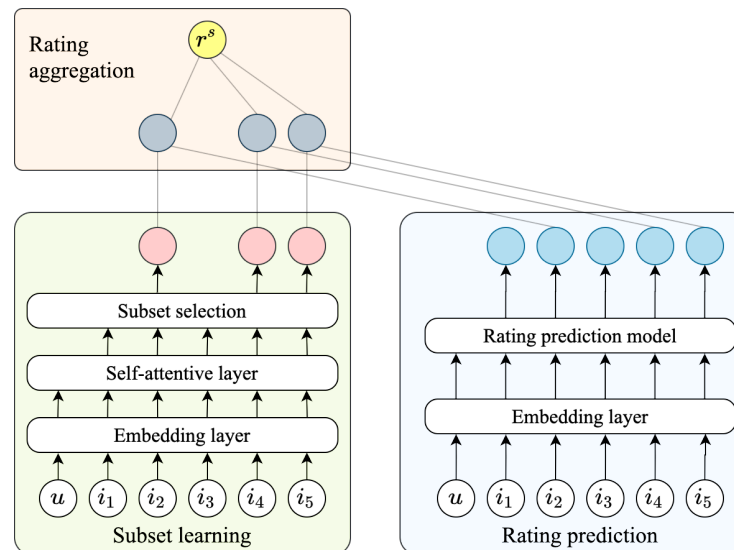 Rating
aggregation
r^s
Subset selection
Self-attentive layer
Embedding layer
u i_1 i_2 i_3 i_4 i_5
Subset learning
Rating prediction model
Embedding layer
u i_1 i_2 i_3 i_4 i_5
Rating prediction